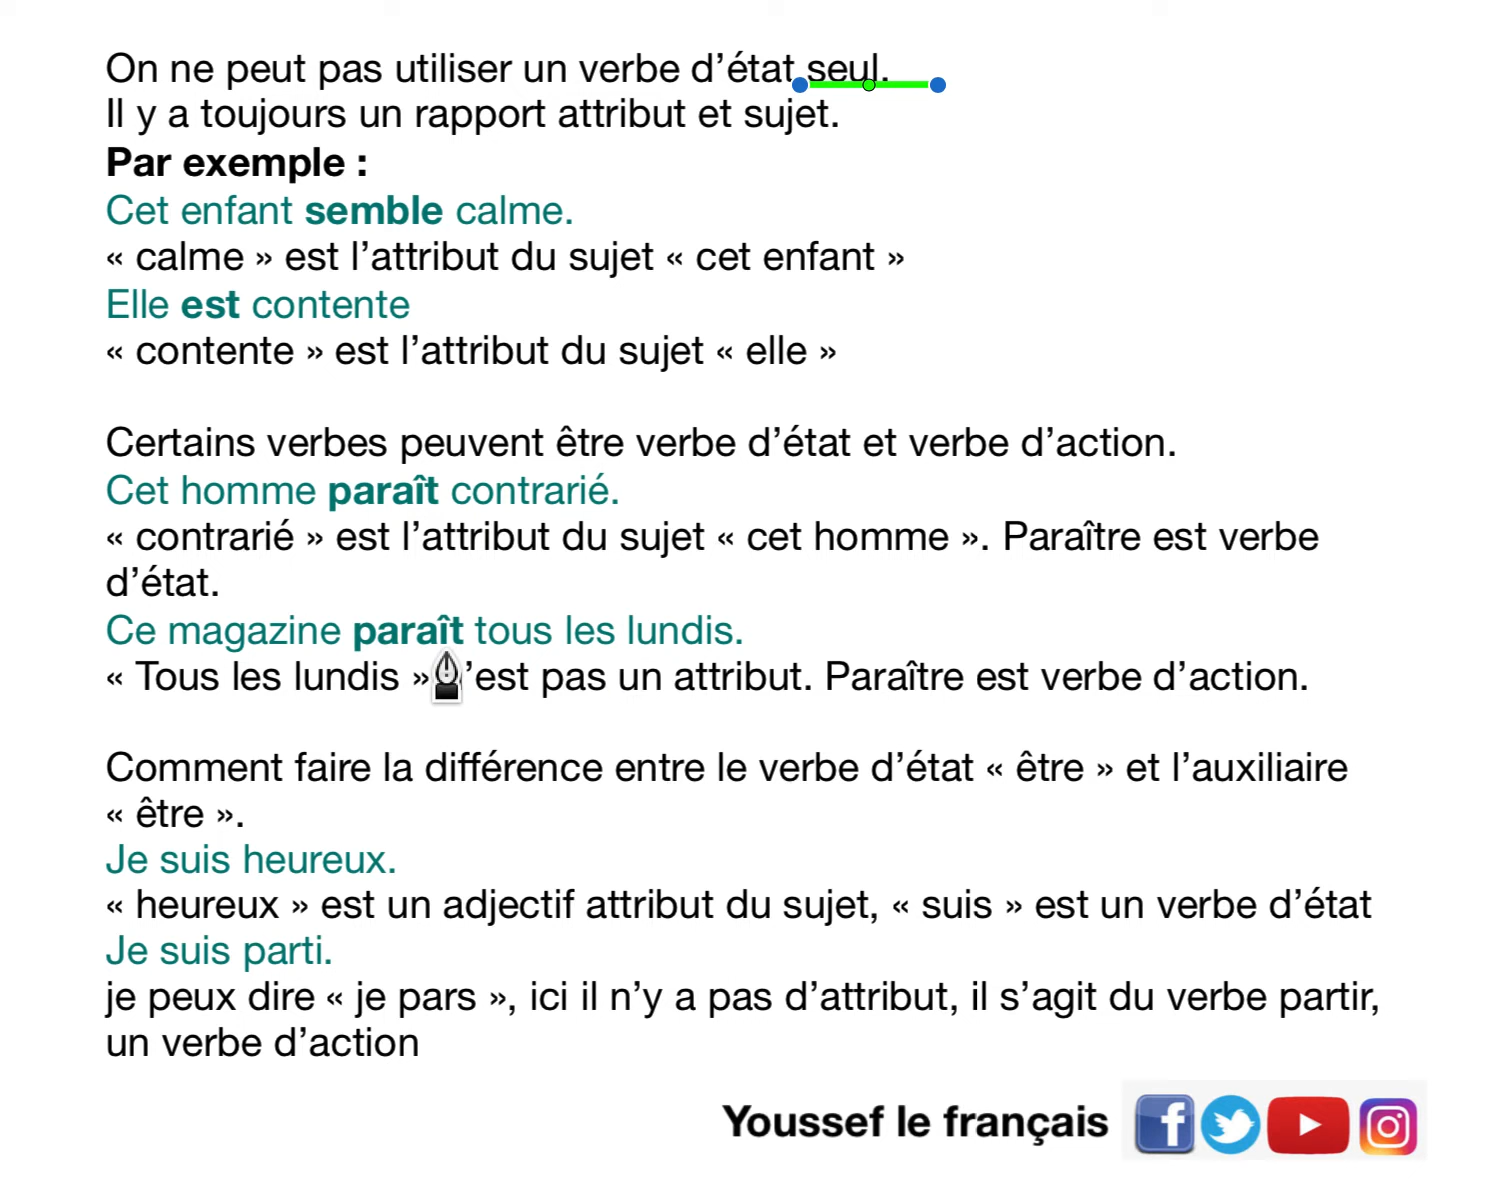 On ne peut pas utiliser un verbe d’état seul.
Il y a toujours un rapport attribut et sujet.
Par exemple :
Cet enfant semble calme.
« calme » est l’attribut du sujet « cet enfant »
Elle est contente
« contente » est l’attribut du sujet « elle »
Certains verbes peuvent être verbe d’état et verbe d’action.
Cet homme paraît contrarié.
« contrarié » est l’attribut du sujet « cet homme ». Paraître est verbe
d’état.
Ce magazine paraît tous les lundis.
« Tous les lundis » ’est pas un attribut. Paraître est verbe d’action.
Comment faire la différence entre le verbe d’état « être » et l’auxiliaire
« être ».
Je suis heureux.
« heureux » est un adjectif attribut du sujet, « suis » est un verbe d’état
Je suis parti.
je peux dire « je pars », ici il n’y a pas d’attribut, il s’agit du verbe partir,
un verbe d’action
Youssef le français